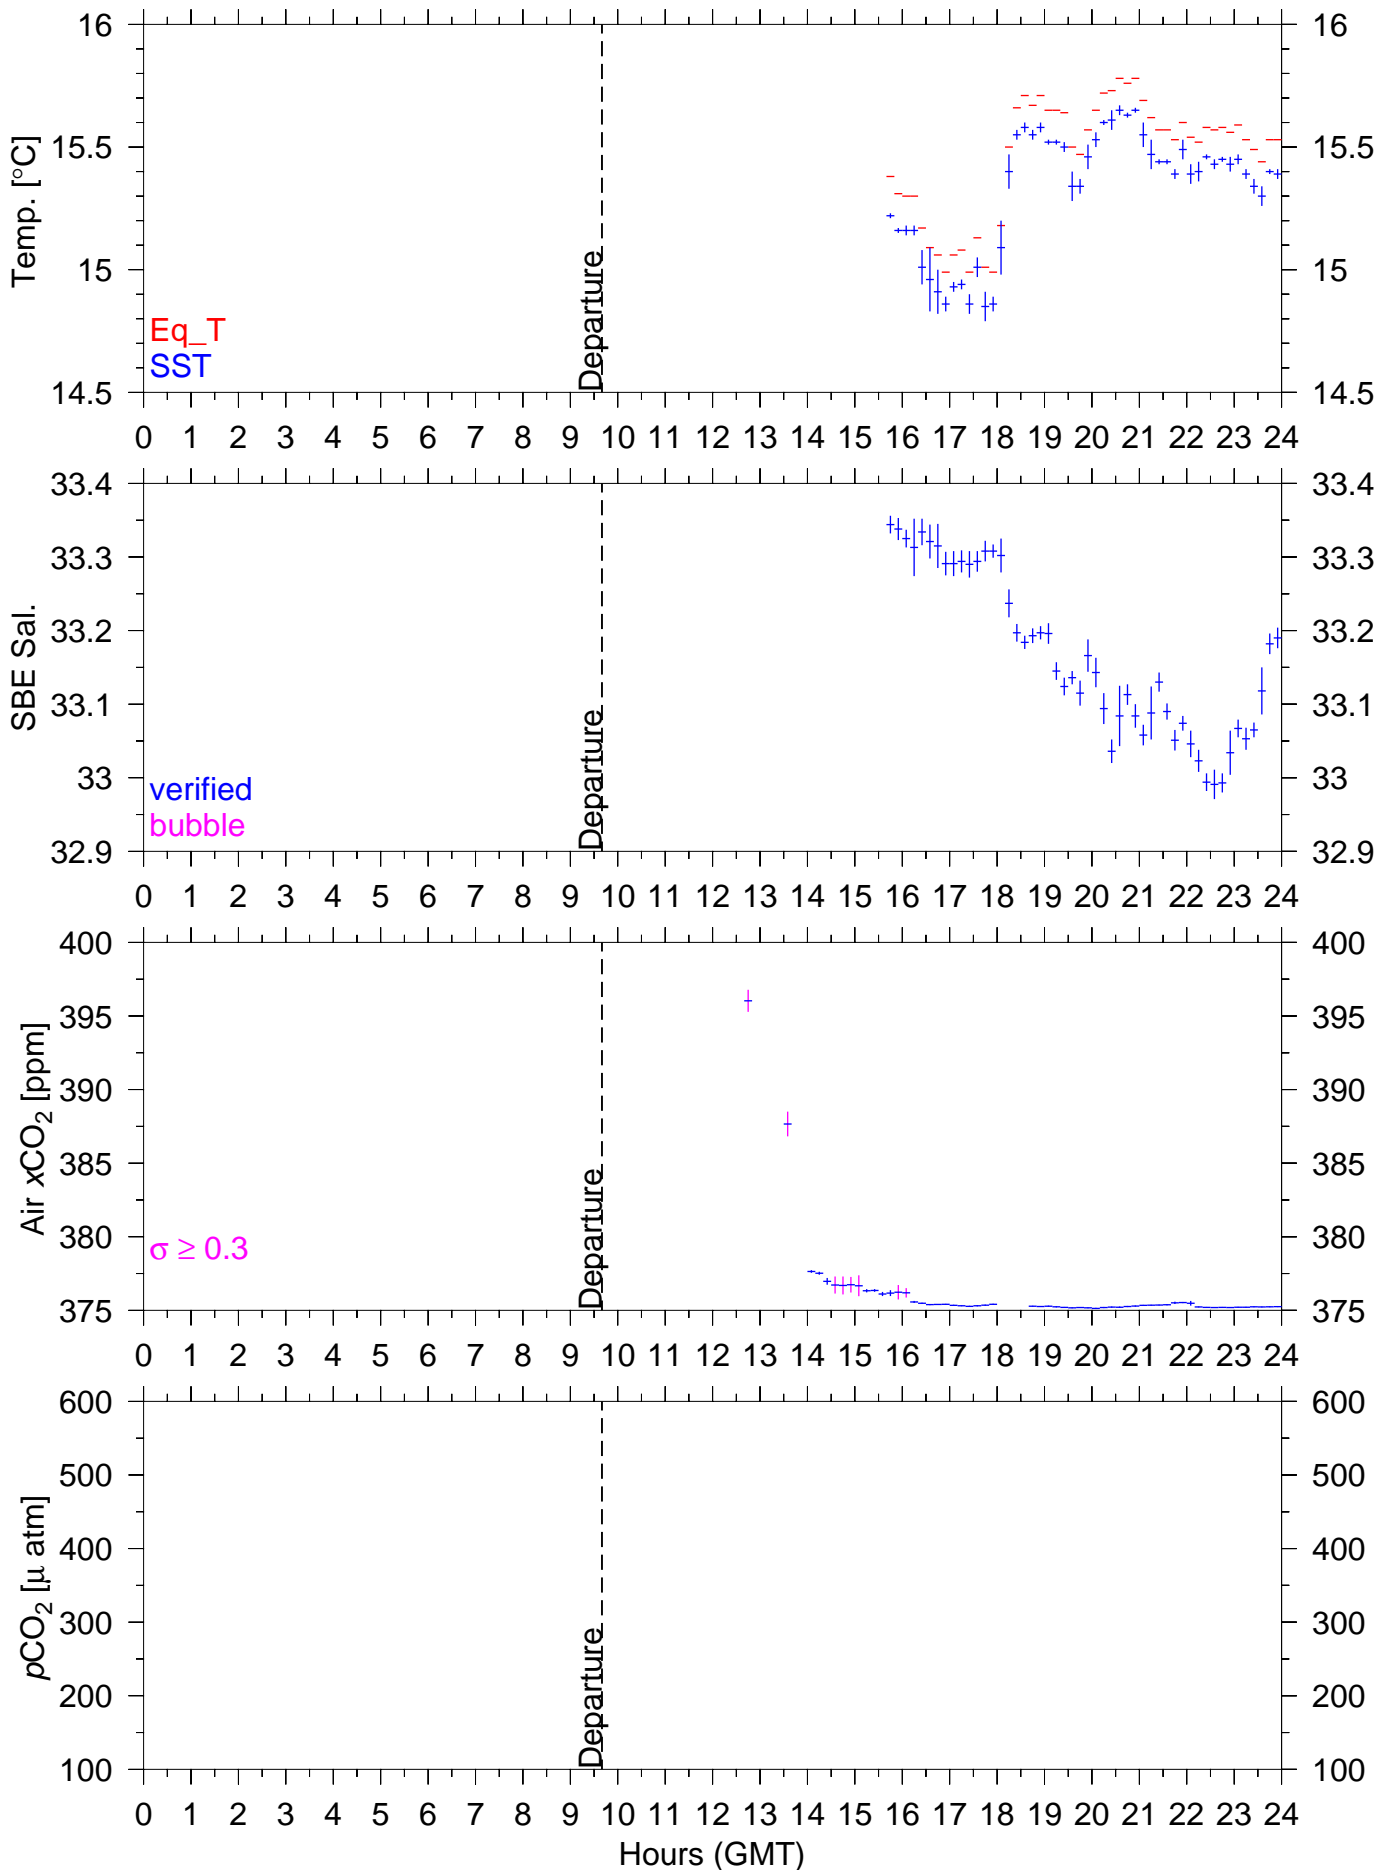 16 16
15.5 15.5
15 15
14.5 14.5
Temp. [°C]
Eq_T
SST
Departure
0 1 2 3 4 5 6 7 8 9 10 11 12 13 14 15 16 17 18 19 20 21 22 23 24
33.4 33.4
33.3 33.3
33.2 33.2
33.1 33.1
33 33
32.9 32.9
SBE Sal.
verified
bubble
Departure
0 1 2 3 4 5 6 7 8 9 10 11 12 13 14 15 16 17 18 19 20 21 22 23 24
400 400
395 395
390 390
385 385
380 380
375 375
Air xCO₂ [ppm]
σ ≥ 0.3
Departure
0 1 2 3 4 5 6 7 8 9 10 11 12 13 14 15 16 17 18 19 20 21 22 23 24
600 600
500 500
400 400
300 300
200 200
100 100
pCO₂ [μ atm]
Departure
0 1 2 3 4 5 6 7 8 9 10 11 12 13 14 15 16 17 18 19 20 21 22 23 24
Hours (GMT)